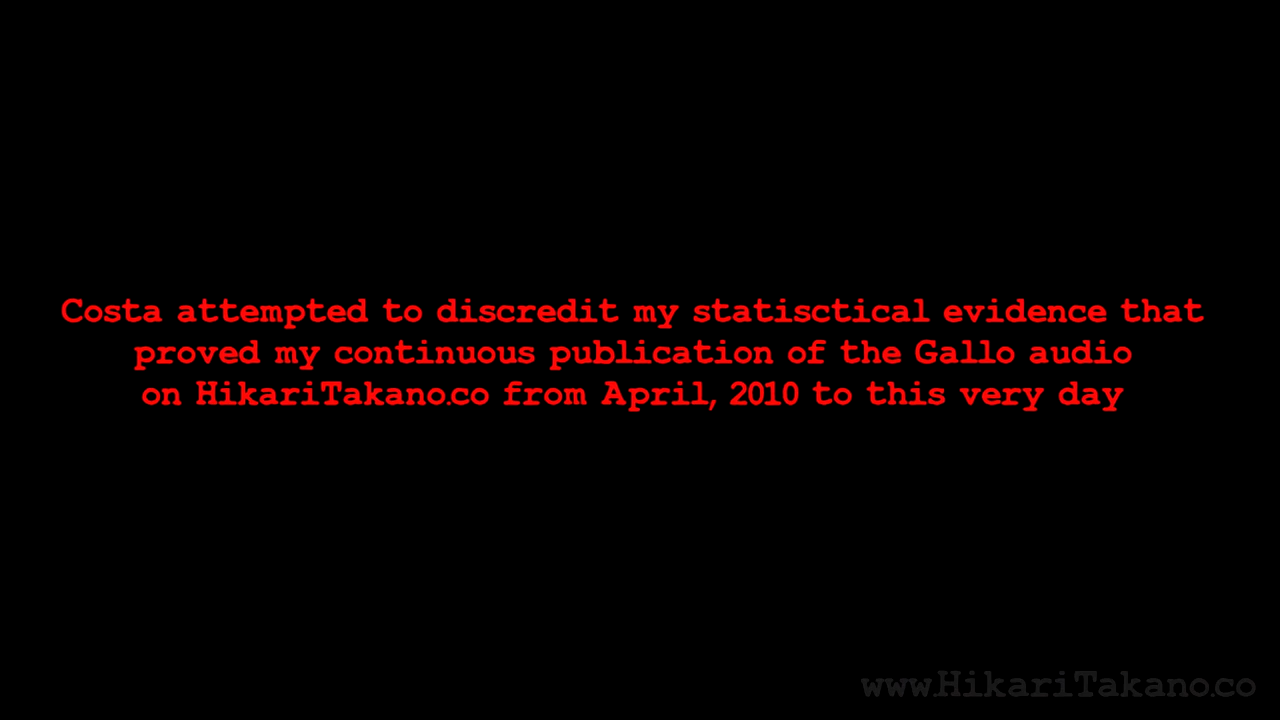 Costa attempted to discredit my statisctical evidence that
proved my continuous publication of the Gallo audio
on HikariTakano.co from April, 2010 to this very day
www.HikariTakano.co